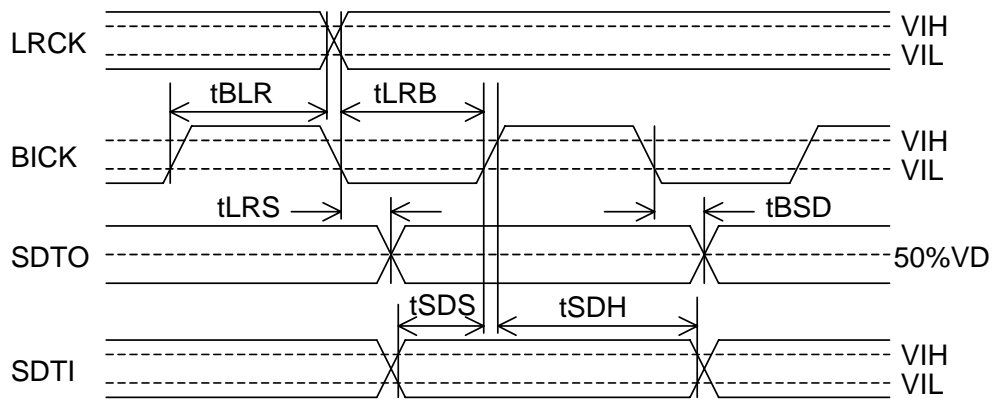 LRCK
VIH
VIL
tBLR
tLRB
BICK
VIH
VIL
tLRS
tBSD
SDTO
50%VD
tSDS
tSDH
SDTI
VIH
VIL